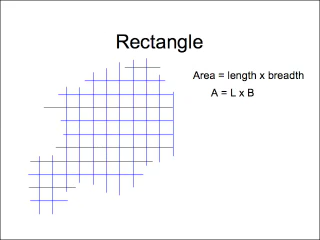 Rectangle
Area = length x breadth
A = L x B